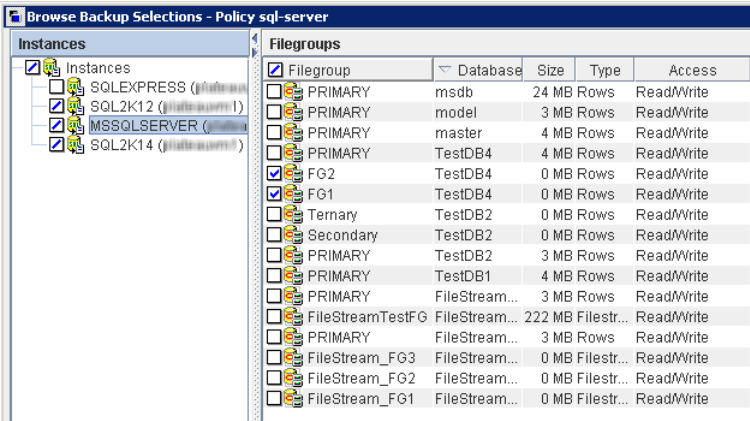 Browse Backup Selections - Policy sql-server
Instances
Instances
SQLEXPRESS (
SQL2K12 ( 1)
MSSQLSERVER (
SQL2K14 ( )
Filegroups
Filegroup Database Size Type Access
PRIMARY msdb 24 MB Rows Read/Write
PRIMARY model 3 MB Rows Read/Write
PRIMARY master 4 MB Rows Read/Write
PRIMARY TestDB4 4 MB Rows Read/Write
FG2 TestDB4 0 MB Rows Read/Write
FG1 TestDB4 0 MB Rows Read/Write
Ternary TestDB2 0 MB Rows Read/Write
Secondary TestDB2 0 MB Rows Read/Write
PRIMARY TestDB2 3 MB Rows Read/Write
PRIMARY TestDB1 4 MB Rows Read/Write
PRIMARY FileStream... 3 MB Rows Read/Write
FileStreamTestFG FileStream... 222 MB Filestr... Read/Write
PRIMARY FileStream... 3 MB Rows Read/Write
FileStream_FG3 FileStream... 0 MB Filestr... Read/Write
FileStream_FG2 FileStream... 0 MB Filestr... Read/Write
FileStream_FG1 FileStream... 0 MB Filestr... Read/Write